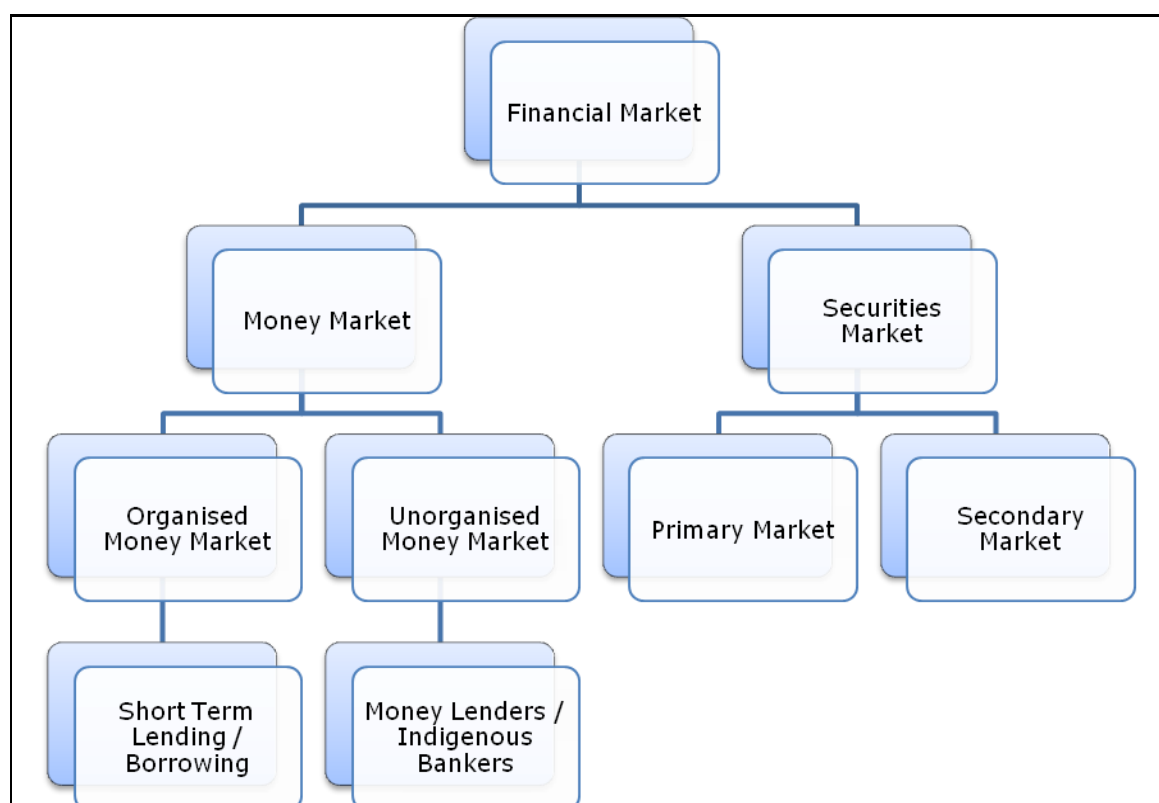 Financial Market
Money Market
Securities
Market
Organised
Money Market
Unorganised
Money Market
Primary Market
Secondary
Market
Short Term
Lending /
Borrowing
Money Lenders /
Indigenous
Bankers